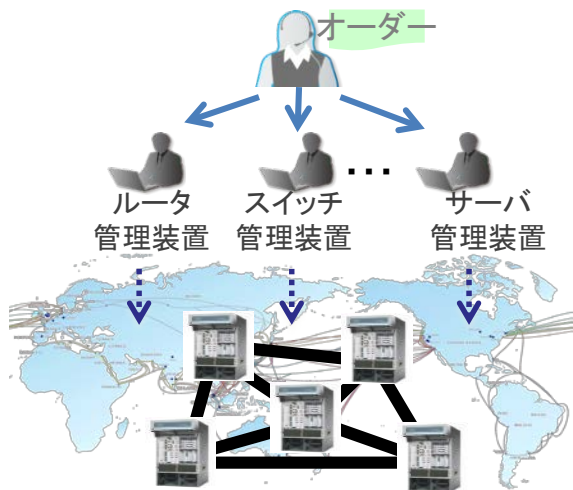 オーダー
ルータ
管理装置
スイッチ
管理装置
…
サーバ
管理装置